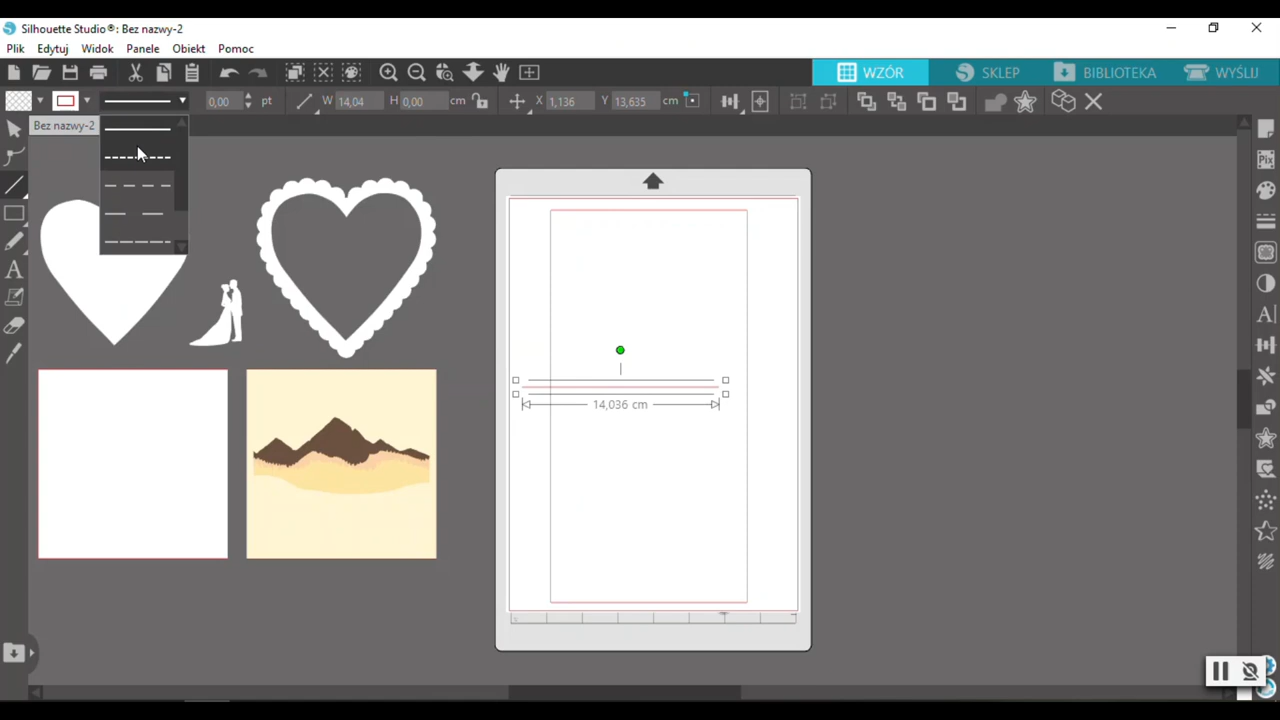 Silhouette Studio®: Bez nazwy-2
Plik Edytuj Widok Panele Obiekt Pomoc
WZÓR SKLEP BIBLIOTEKA WYŚLIJ
0,00 pt W 14,04 H 0,00 cm X 1,136 Y 13,635 cm
Bez nazwy-2
Pix
14,036 cm